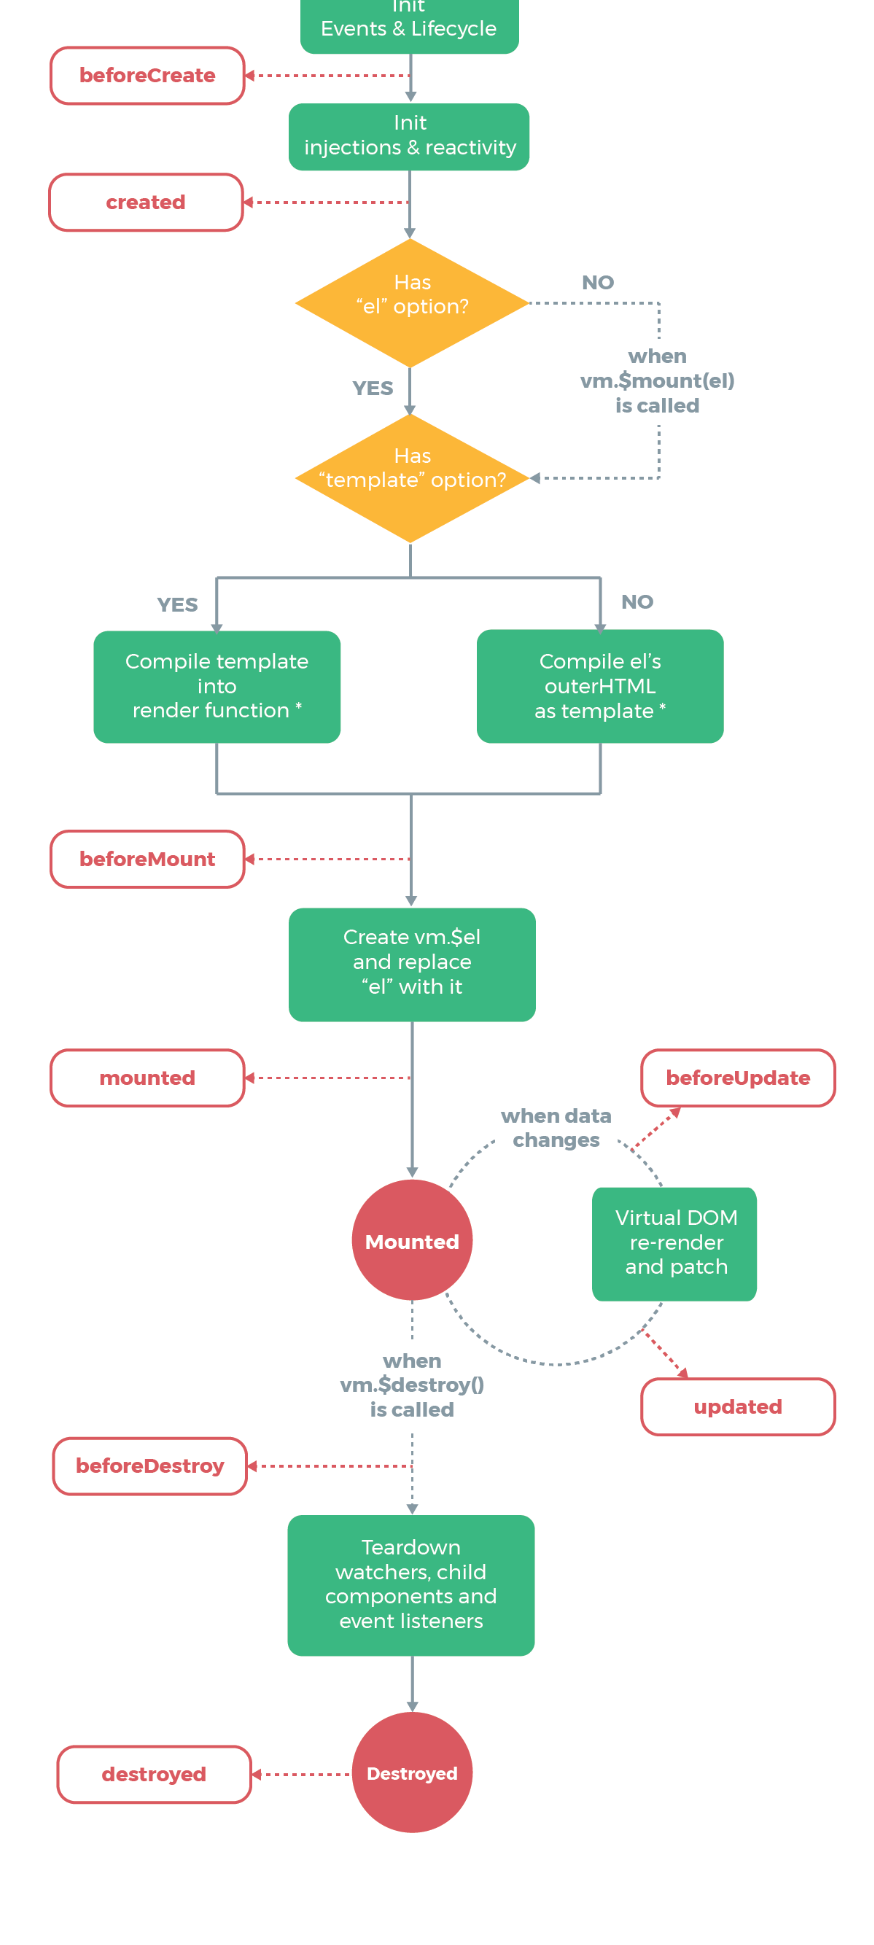 Init
Events & Lifecycle
beforeCreate
Init
injections & reactivity
created
Has
“el” option?
NO
when
vm.$mount(el)
is called
YES
Has
“template” option?
YES
NO
Compile template
into
render function *
Compile el’s
outerHTML
as template *
beforeMount
Create vm.$el
and replace
“el” with it
mounted
beforeUpdate
when data
changes
Mounted
Virtual DOM
re-render
and patch
when
vm.$destroy()
is called
updated
beforeDestroy
Teardown
watchers, child
components and
event listeners
destroyed
Destroyed